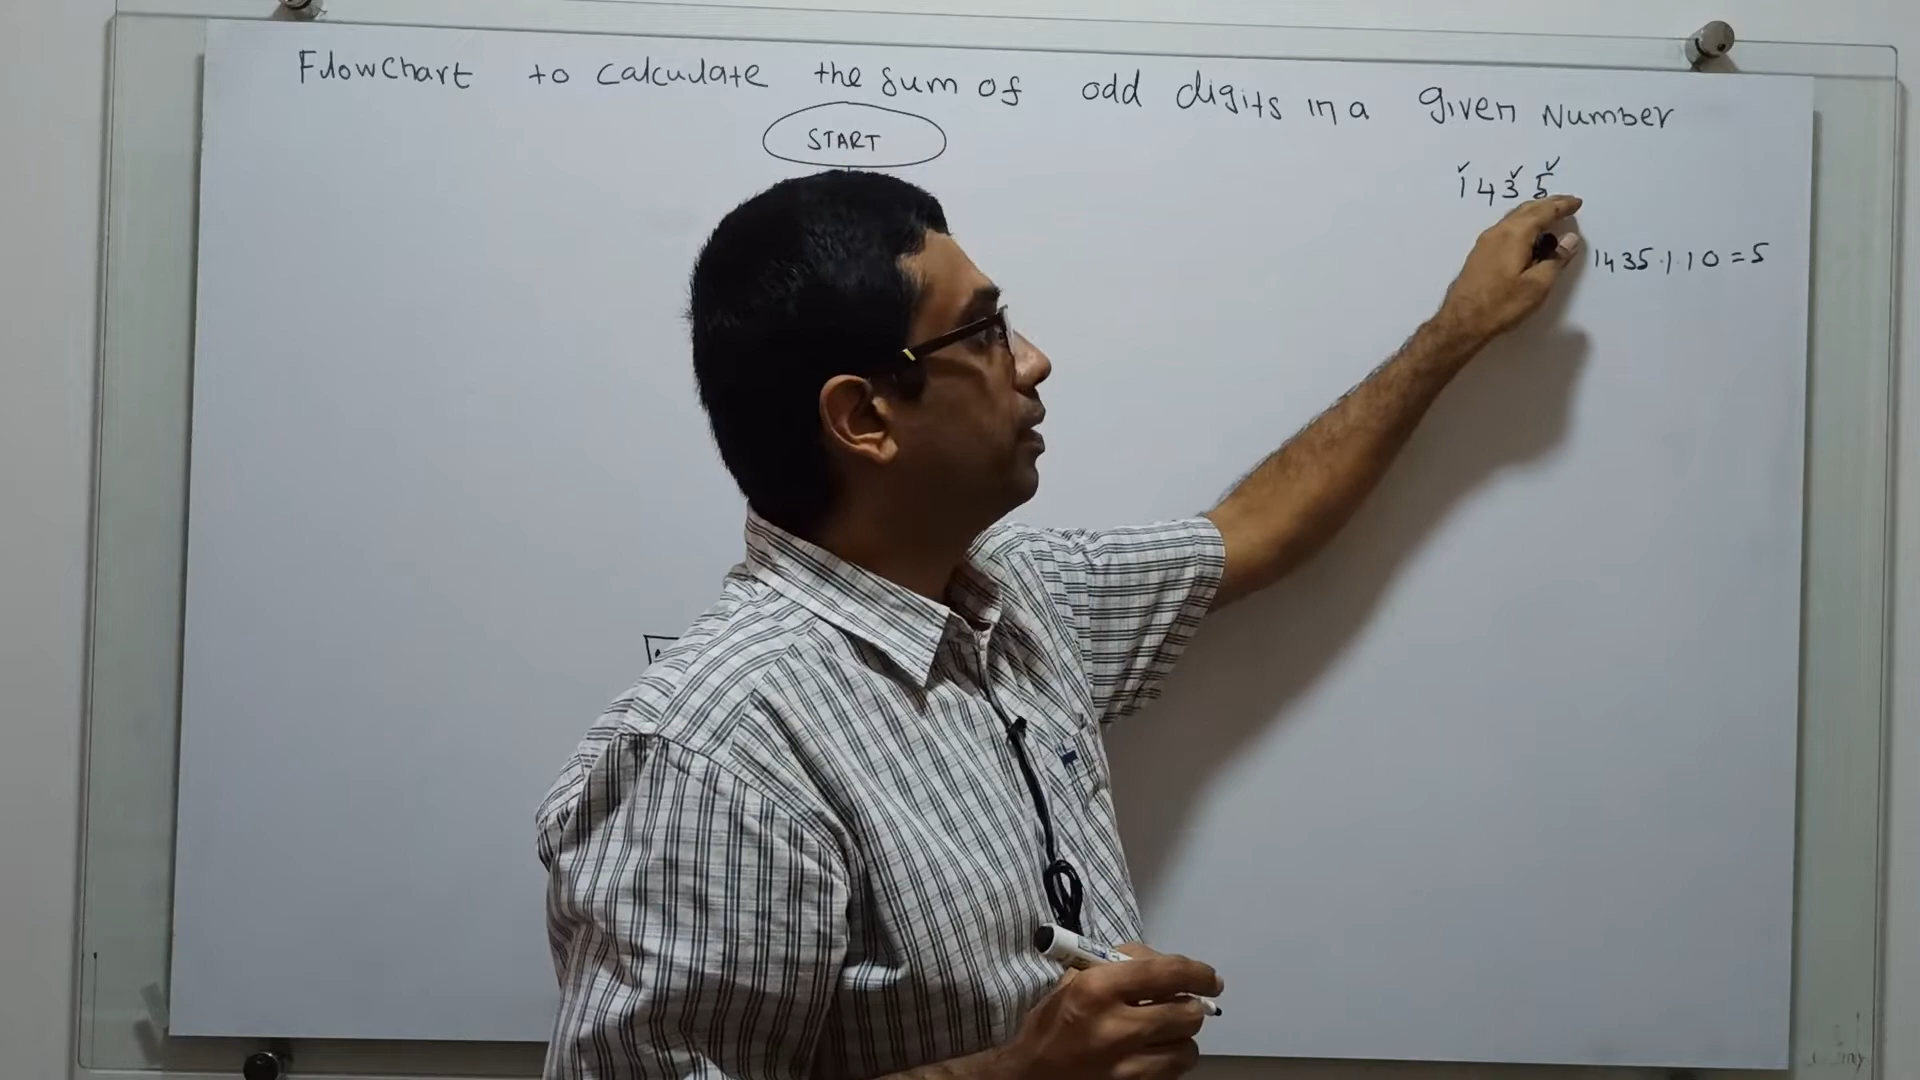 FlowChart to calculate the sum of odd digits in a given Number
START
1435
1435 % 10 = 5